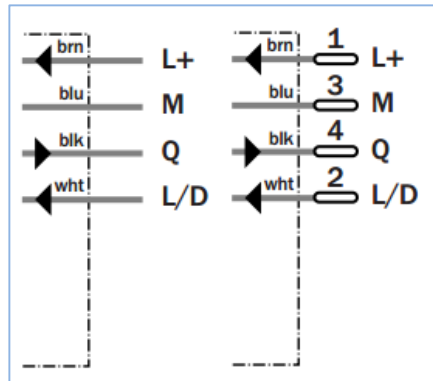 brn L+
blu M
blk Q
wht L/D
brn 1 L+
blu 3 M
blk 4 Q
wht 2 L/D